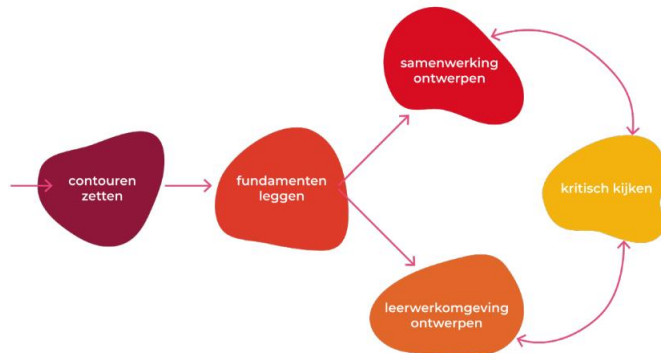 contouren
zetten
fundamenten
leggen
samenwerking
ontwerpen
leerwerkomgeving
ontwerpen
kritisch kijken